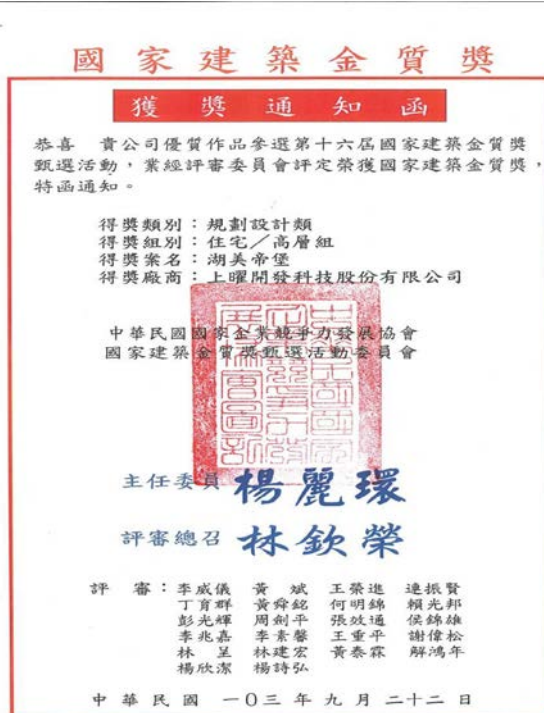 國家建築金質獎
獲獎通知函
恭喜 貴公司優質作品參選第十六屆國家建築金質獎
甄選活動,業經評審委員會評定榮獲國家建築金質獎,
特函通知。
得獎類別:規劃設計類
得獎組別:住宅/高層組
得獎案名:湖美帝堡
得獎廠商:上曜開發科技股份有限公司
中華民國國家企業競爭力發展協會
國家建築金質獎甄選活動委員會
主任委員 楊麗環
評審總召 林欽榮
評 審:李威儀 黃 斌 王榮進 連振賢
丁育群 黃舜銘 何明錦 賴光邦
彭光輝 周劍平 張效通 侯錦雄
李兆嘉 李素馨 王重平 謝偉松
林 呈 林建宏 黃泰霖 解鴻年
楊欣潔 楊詩弘
中華民國 一０三年九月二十二日